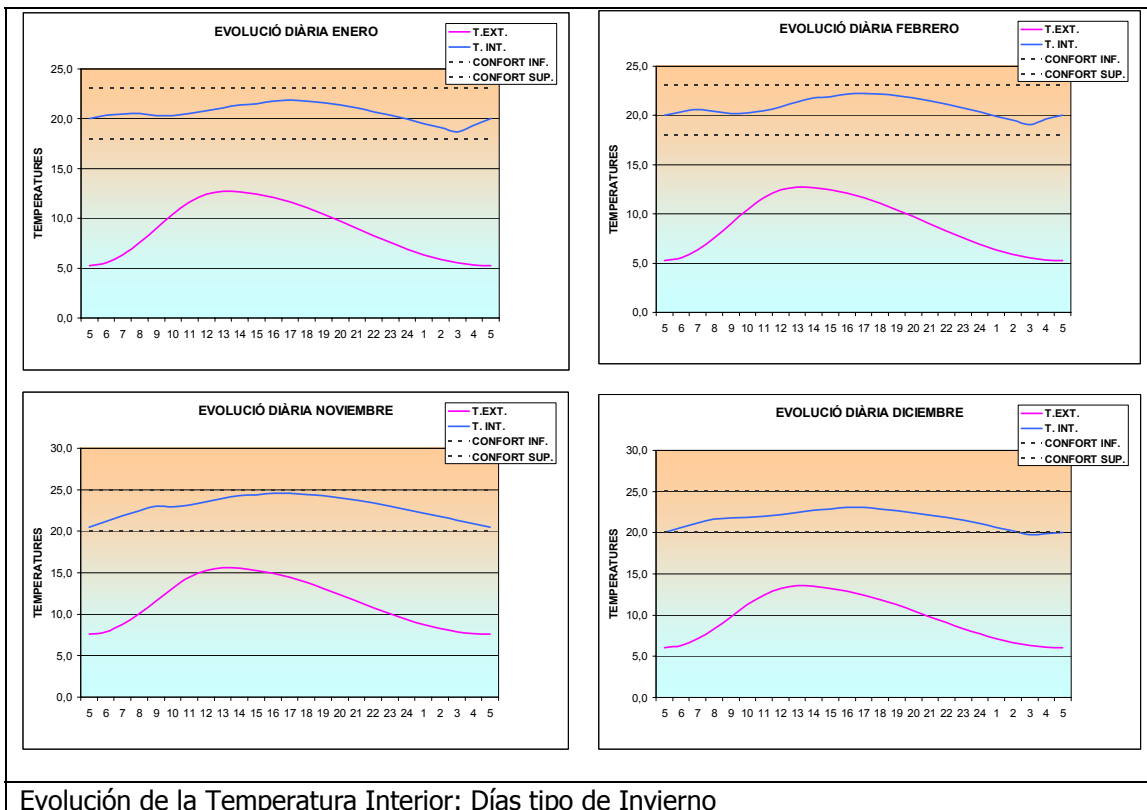 EVOLUCIÓ DIÀRIA ENERO
T.EXT.
T. INT.
CONFORT INF.
CONFORT SUP.
TEMPERATURES
25,0
20,0
15,0
10,0
5,0
0,0
5 6 7 8 9 10 11 12 13 14 15 16 17 18 19 20 21 22 23 24 1 2 3 4 5
EVOLUCIÓ DIÀRIA FEBRERO
T.EXT.
T. INT.
CONFORT INF.
CONFORT SUP.
TEMPERATURES
25,0
20,0
15,0
10,0
5,0
0,0
5 6 7 8 9 10 11 12 13 14 15 16 17 18 19 20 21 22 23 24 1 2 3 4 5
EVOLUCIÓ DIÀRIA NOVIEMBRE
T.EXT.
T. INT.
CONFORT INF.
CONFORT SUP.
TEMPERATURES
30,0
25,0
20,0
15,0
10,0
5,0
0,0
5 6 7 8 9 10 11 12 13 14 15 16 17 18 19 20 21 22 23 24 1 2 3 4 5
EVOLUCIÓ DIÀRIA DICIEMBRE
T.EXT.
T. INT.
CONFORT INF.
CONFORT SUP.
TEMPERATURES
30,0
25,0
20,0
15,0
10,0
5,0
0,0
5 6 7 8 9 10 11 12 13 14 15 16 17 18 19 20 21 22 23 24 1 2 3 4 5
Evolución de la Temperatura Interior: Días tipo de Invierno